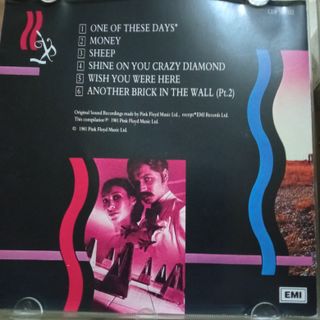 1 ONE OF THESE DAYS*
2 MONEY
3 SHEEP
4 SHINE ON YOU CRAZY DIAMOND
5 WISH YOU WERE HERE
6 ANOTHER BRICK IN THE WALL (Pt.2)
Original Sound Recordings made by Pink Floyd Music Ltd., except*EMI Records Ltd.
This compilation ℗ 1981 Pink Floyd Music Ltd.
© 1981 Pink Floyd Music Ltd.
EMI